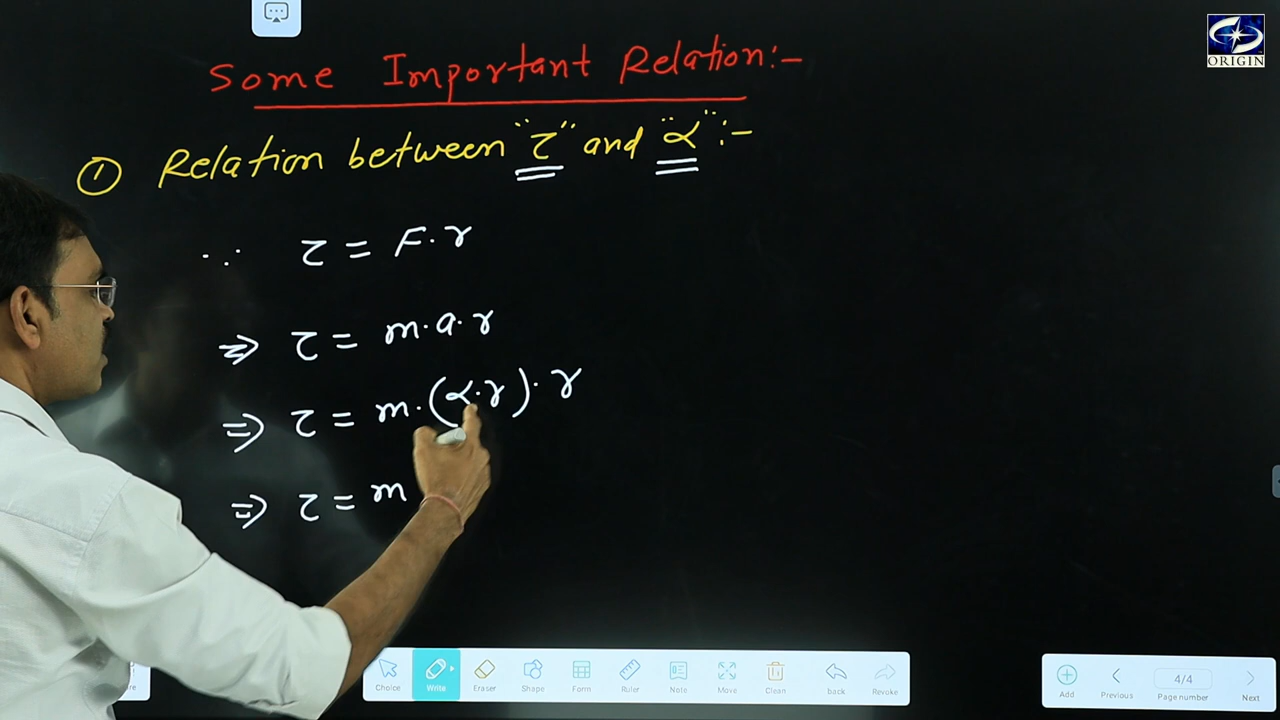 ORIGIN
Some Important Relation:-
① Relation between "τ" and "α":-
∵ τ = F·r
⇒ τ = m·a·r
⇒ τ = m·(α·r)·r
⇒ τ = m
Choice Write Eraser Shape Form Ruler Note Move Clean back Revoke
Add Previous 4/4 Page number Next